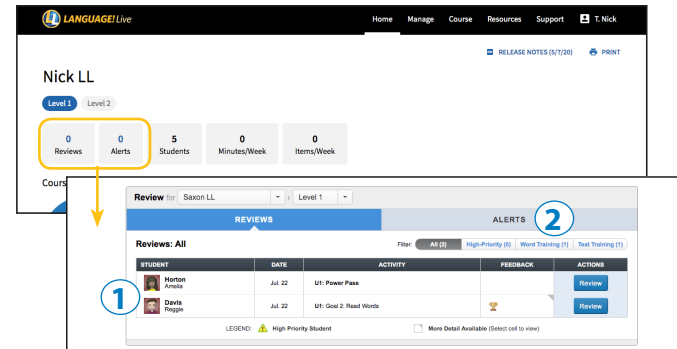 LANGUAGE! Live
Home Manage Course Resources Support T. Nick
RELEASE NOTES (5/7/20) PRINT
Nick LL
Level 1 Level 2
0 0 5 0 0
Reviews Alerts Students Minutes/Week Items/Week
Cours
Review for Saxon LL Level 1
REVIEWS ALERTS 2
Reviews: All Filter: All (2) High-Priority (0) Word Training (1) Text Training (1)
STUDENT DATE ACTIVITY FEEDBACK ACTIONS
1
Horton
Amelia Jul. 22 U1: Power Pass Review
Davis
Reggie Jul. 22 U1: Goal 2: Read Words Review
LEGEND: High Priority Student More Detail Available (Select cell to view)